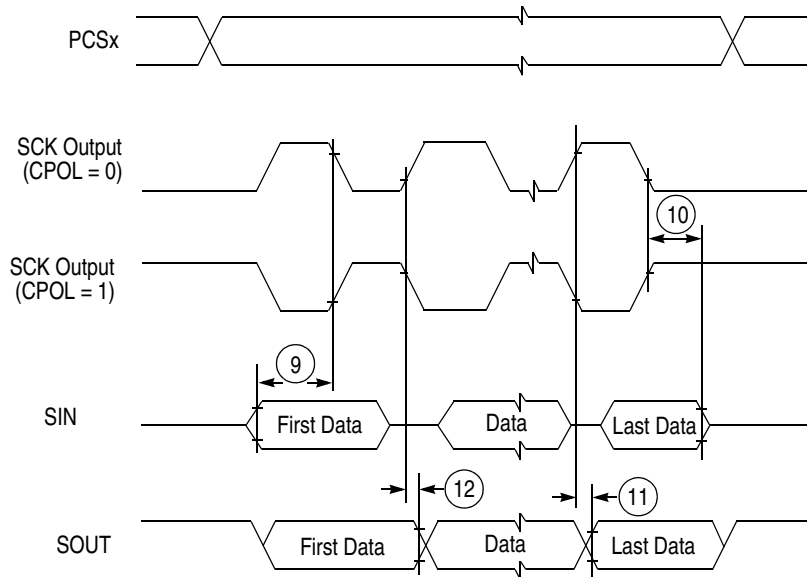 PCSx
SCK Output
(CPOL = 0)
10
SCK Output
(CPOL = 1)
9
SIN
First Data
Data
Last Data
12
11
SOUT
First Data
Data
Last Data